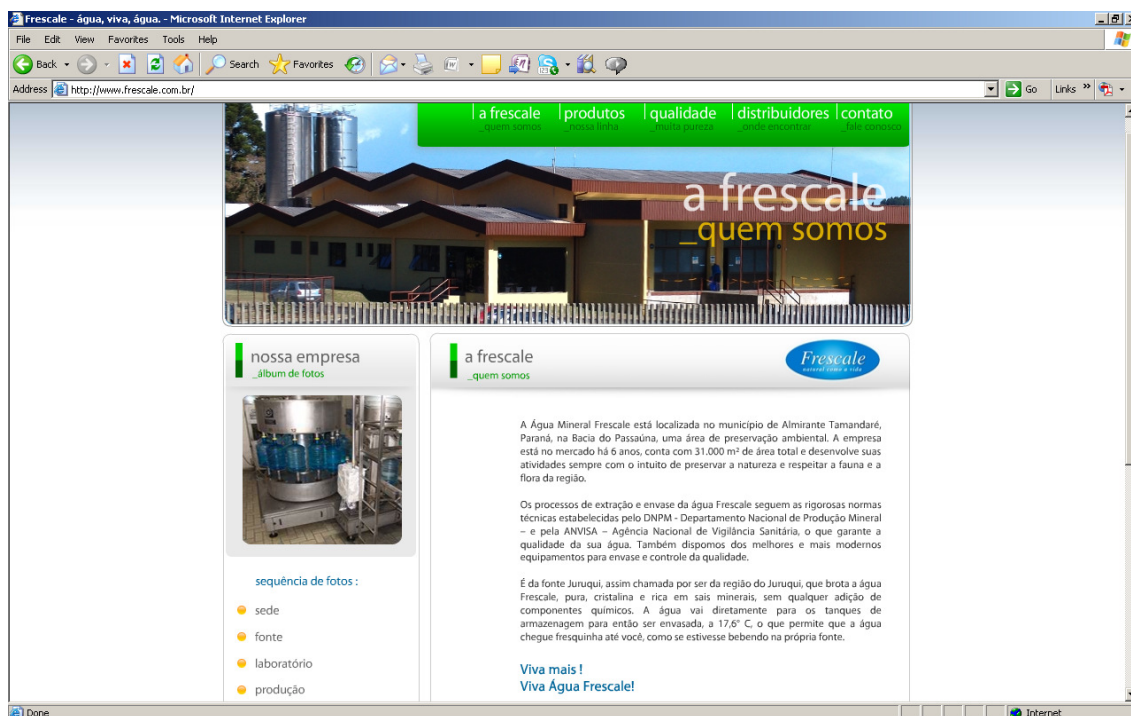 Frescale - água, viva, água. - Microsoft Internet Explorer
File Edit View Favorites Tools Help
Back Search Favorites
Address http://www.frescale.com.br/ Go Links »
a frescale produtos qualidade distribuidores contato
_quem somos _nossa linha _muita pureza _onde encontrar fale conosco
a frescale
_quem somos
nossa empresa
_álbum de fotos
a frescale
_quem somos
Frescale
natural como a vida
A Água Mineral Frescale está localizada no município de Almirante Tamandaré,
Paraná, na Bacia do Passaúna, uma área de preservação ambiental. A empresa
está no mercado há 6 anos, conta com 31.000 m² de área total e desenvolve suas
atividades sempre com o intuito de preservar a natureza e respeitar a fauna e a
flora da região.
Os processos de extração e envase da água Frescale seguem as rigorosas normas
técnicas estabelecidas pelo DNPM - Departamento Nacional de Produção Mineral
– e pela ANVISA – Agência Nacional de Vigilância Sanitária, o que garante a
qualidade da sua água. Também dispomos dos melhores e mais modernos
equipamentos para envase e controle da qualidade.
É da fonte Juruqui, assim chamada por ser da região do Juruqui, que brota a água
Frescale, pura, cristalina e rica em sais minerais, sem qualquer adição de
componentes químicos. A água vai diretamente para os tanques de
armazenagem para então ser envasada, a 17,6° C, o que permite que a água
chegue fresquinha até você, como se estivesse bebendo na própria fonte.
Viva mais !
Viva Água Frescale!
sequência de fotos :
sede
fonte
laboratório
produção
Done Internet